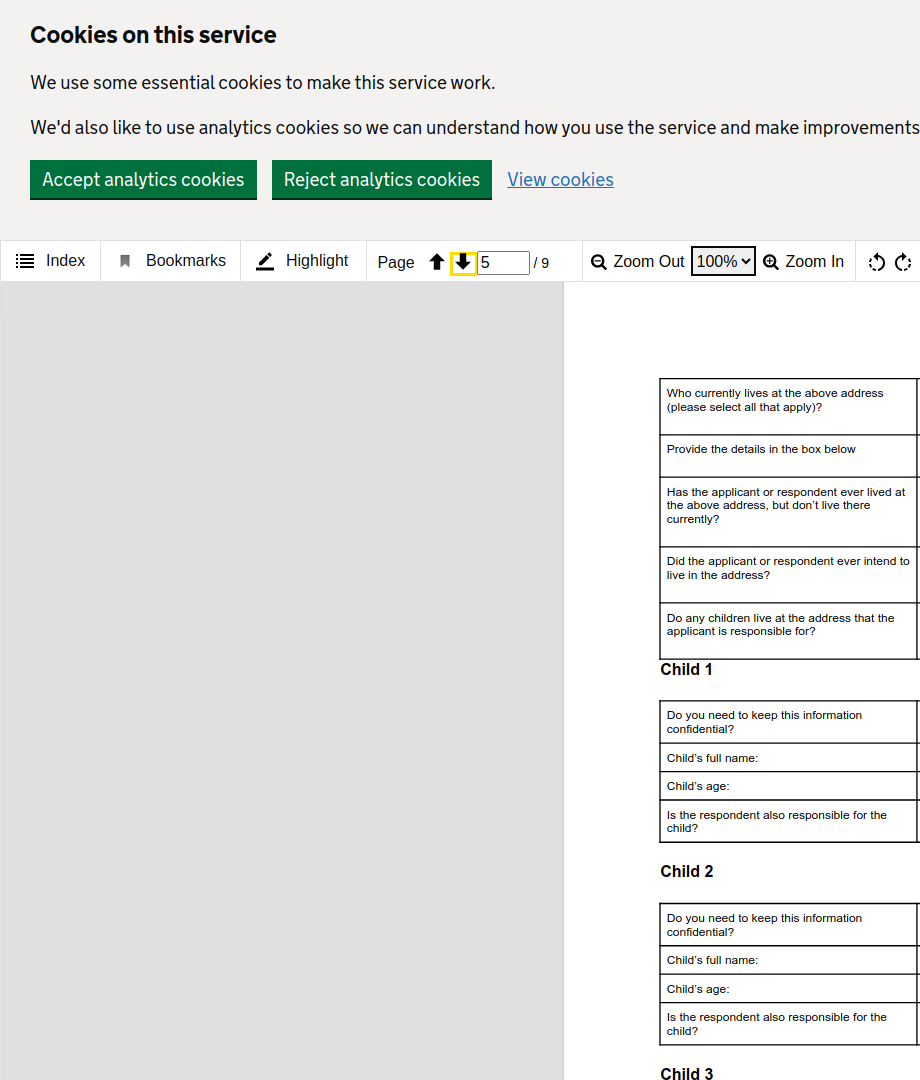 Cookies on this service
We use some essential cookies to make this service work.
We'd also like to use analytics cookies so we can understand how you use the service and make improvements
Accept analytics cookies Reject analytics cookies View cookies
Index Bookmarks Highlight Page 5 / 9 Zoom Out 100% Zoom In
Who currently lives at the above address
(please select all that apply)?
Provide the details in the box below
Has the applicant or respondent ever lived at
the above address, but don't live there
currently?
Did the applicant or respondent ever intend to
live in the address?
Do any children live at the address that the
applicant is responsible for?
Child 1
Do you need to keep this information
confidential?
Child's full name:
Child's age:
Is the respondent also responsible for the
child?
Child 2
Do you need to keep this information
confidential?
Child's full name:
Child's age:
Is the respondent also responsible for the
child?
Child 3